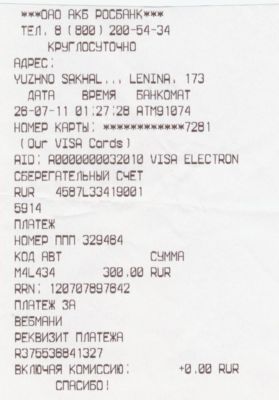 ***ОАО АКБ РОСБАНК***
ТЕЛ. 8 (800) 200-54-34
КРУГЛОСУТОЧНО
АДРЕС:
YUZHNO SAKHAL... LENINA, 173
ДАТА ВРЕМЯ БАНКОМАТ
28-07-11 01:27:28 ATM91074
НОМЕР КАРТЫ: ************7281
(Our VISA Cards)
AID: A0000000032010 VISA ELECTRON
СБЕРЕГАТЕЛЬНЫЙ СЧЕТ
RUR 4587L33419001
5914
ПЛАТЕЖ
НОМЕР ППП 329484
КОД АВТ СУММА
M4L434 300.00 RUR
RRN: 120707897842
ПЛАТЕЖ ЗА
ВЕБМАНИ
РЕКВИЗИТ ПЛАТЕЖА
R375538841327
ВКЛЮЧАЯ КОМИССИЮ: +0.00 RUR
СПАСИБО!